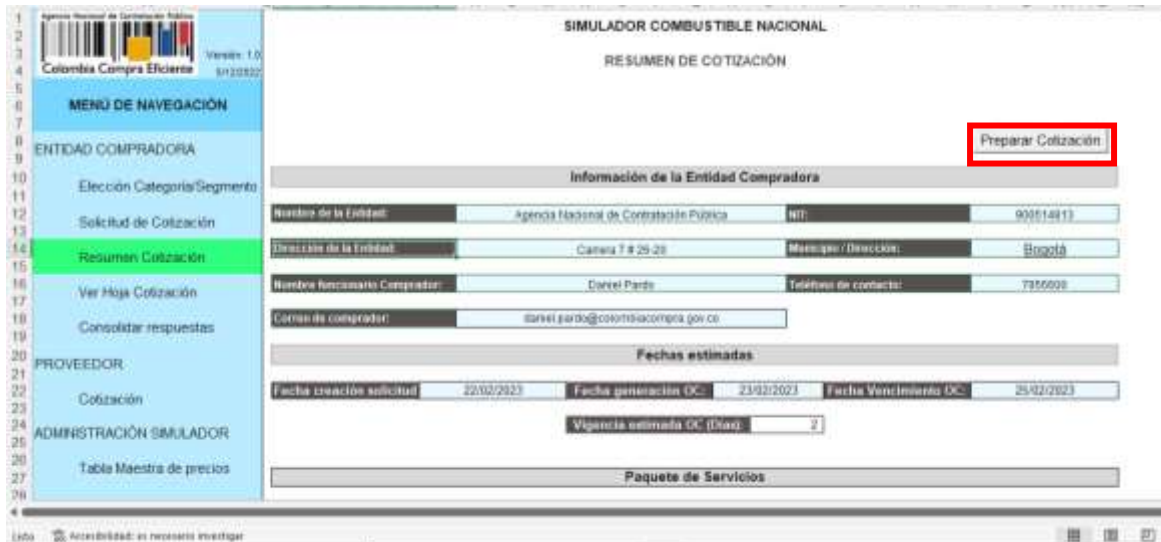 SIMULADOR COMBUSTIBLE NACIONAL
RESUMEN DE COTIZACIÓN
Agencia Nacional de Contratación Pública
Colombia Compra Eficiente
Versión: 1.0
MENÚ DE NAVEGACIÓN
ENTIDAD COMPRADORA
Elección Categoría/Segmento
Solicitud de Cotización
Resumen Cotización
Ver Hoja Cotización
Consolidar respuestas
PROVEEDOR
Cotización
ADMINISTRACIÓN SIMULADOR
Tabla Maestra de precios
Preparar Cotización
Información de la Entidad Compradora
Nombre de la Entidad: Agencia Nacional de Contratación Pública NIT: 900514813
Dirección de la Entidad: Carrera 7 # 26-20 Municipio / Dirección: Bogotá
Nombre funcionario Comprador: Daniel Pardo Teléfono de contacto:
Correo de comprador: daniel.pardo@colombiacompra.gov.co
Fechas estimadas
Fecha creación solicitud 22/02/2023 Fecha generación OC: 23/02/2023 Fecha Vencimiento OC: 25/02/2023
Vigencia estimada OC (Días): 2
Paquete de Servicios
Listo Accesibilidad: es necesario investigar